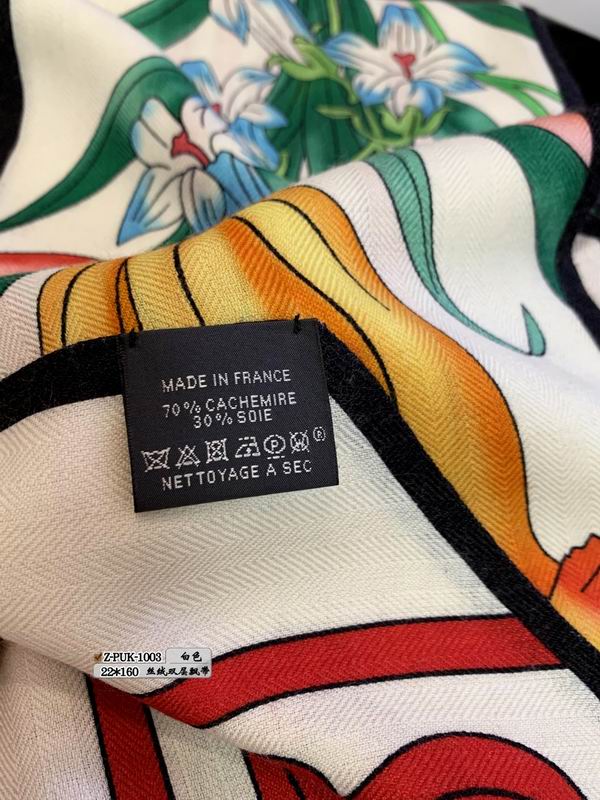 MADE IN FRANCE
70% CACHEMIRE
30% SOIE
P W ®
NETTOYAGE A SEC
Z-PUK-1003 白色
22*160 丝绒双层飘带